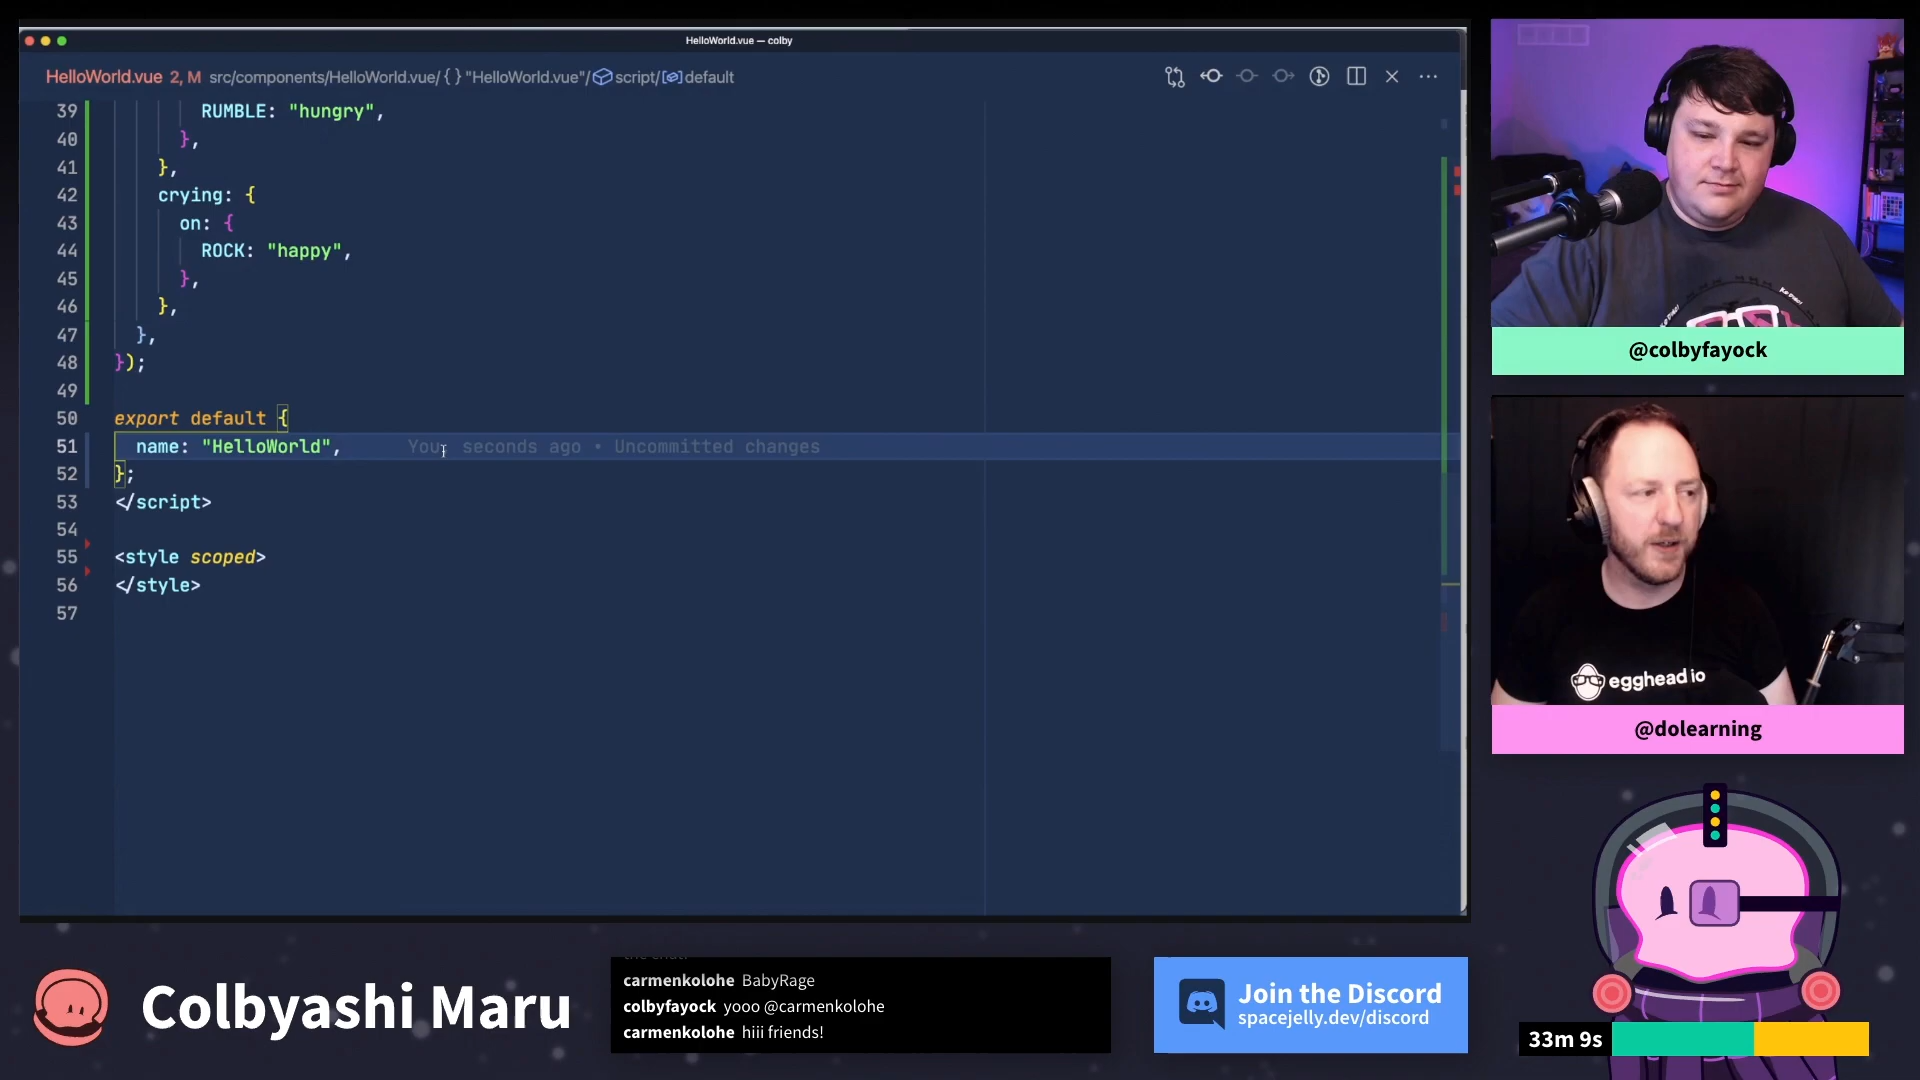 HelloWorld.vue — colby
HelloWorld.vue 2, M src/components/HelloWorld.vue/{ } "HelloWorld.vue"/script/default
39 RUMBLE: "hungry",
40 },
41 },
42 crying: {
43 on: {
44 ROCK: "happy",
45 },
46 },
47 },
48 });
49
50 export default {
51 name: "HelloWorld", You, seconds ago • Uncommitted changes
52 };
53 </script>
54
55 <style scoped>
56 </style>
57
@colbyfayock
egghead.io
@dolearning
Colbyashi Maru
carmenkolohe BabyRage
colbyfayock yooo @carmenkolohe
carmenkolohe hiii friends!
Join the Discord
spacejelly.dev/discord
33m 9s